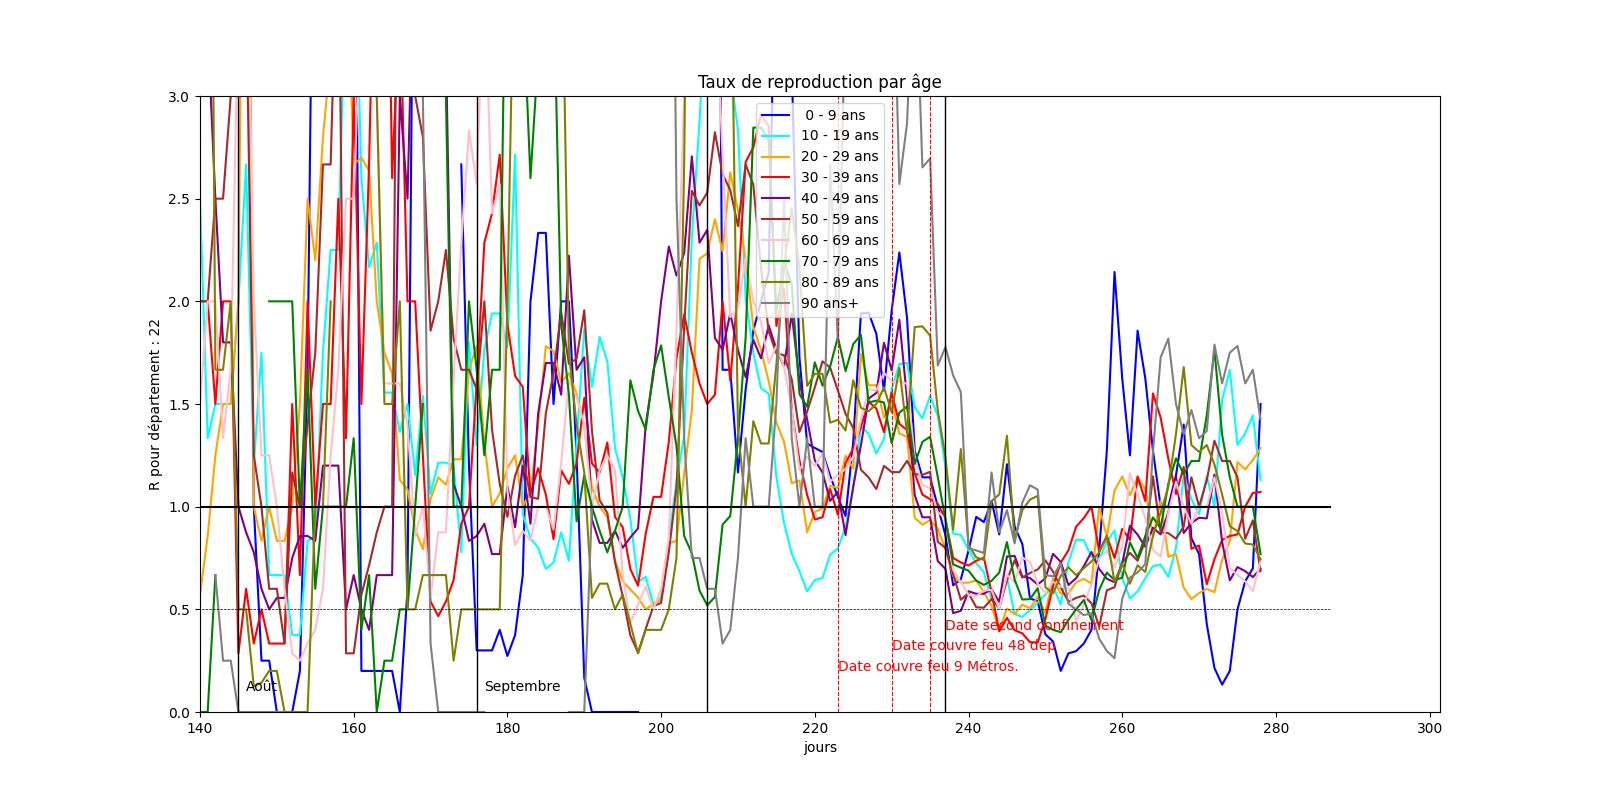 Taux de reproduction par âge
R pour département : 22
3.0
2.5
2.0
1.5
1.0
0.5
0.0
0 - 9 ans
10 - 19 ans
20 - 29 ans
30 - 39 ans
40 - 49 ans
50 - 59 ans
60 - 69 ans
70 - 79 ans
80 - 89 ans
90 ans+
Date second confinement
Date couvre feu 48 dep
Date couvre feu 9 Métros.
Août
Septembre
140 160 180 200 220 240 260 280 300
jours